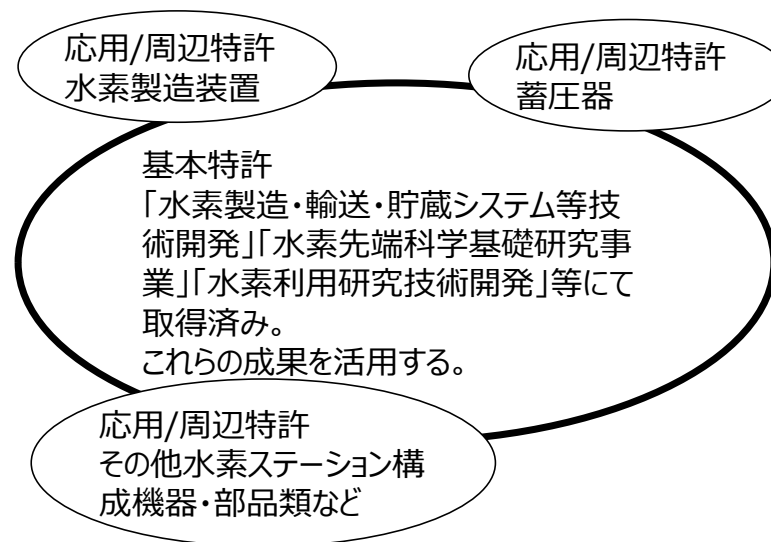 応用/周辺特許
水素製造装置
応用/周辺特許
蓄圧器
基本特許
「水素製造・輸送・貯蔵システム等技
術開発」「水素先端科学基礎研究事
業」「水素利用研究技術開発」等にて
取得済み。
これらの成果を活用する。
応用/周辺特許
その他水素ステーション構
成機器・部品類など